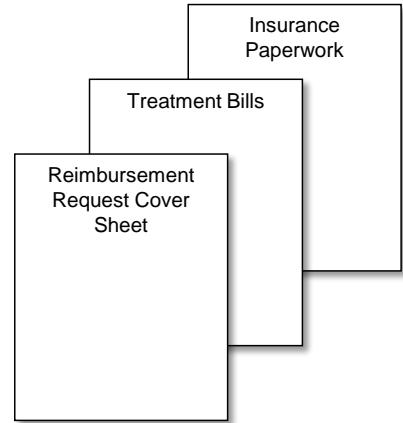 Insurance
Paperwork
Treatment Bills
Reimbursement
Request Cover
Sheet